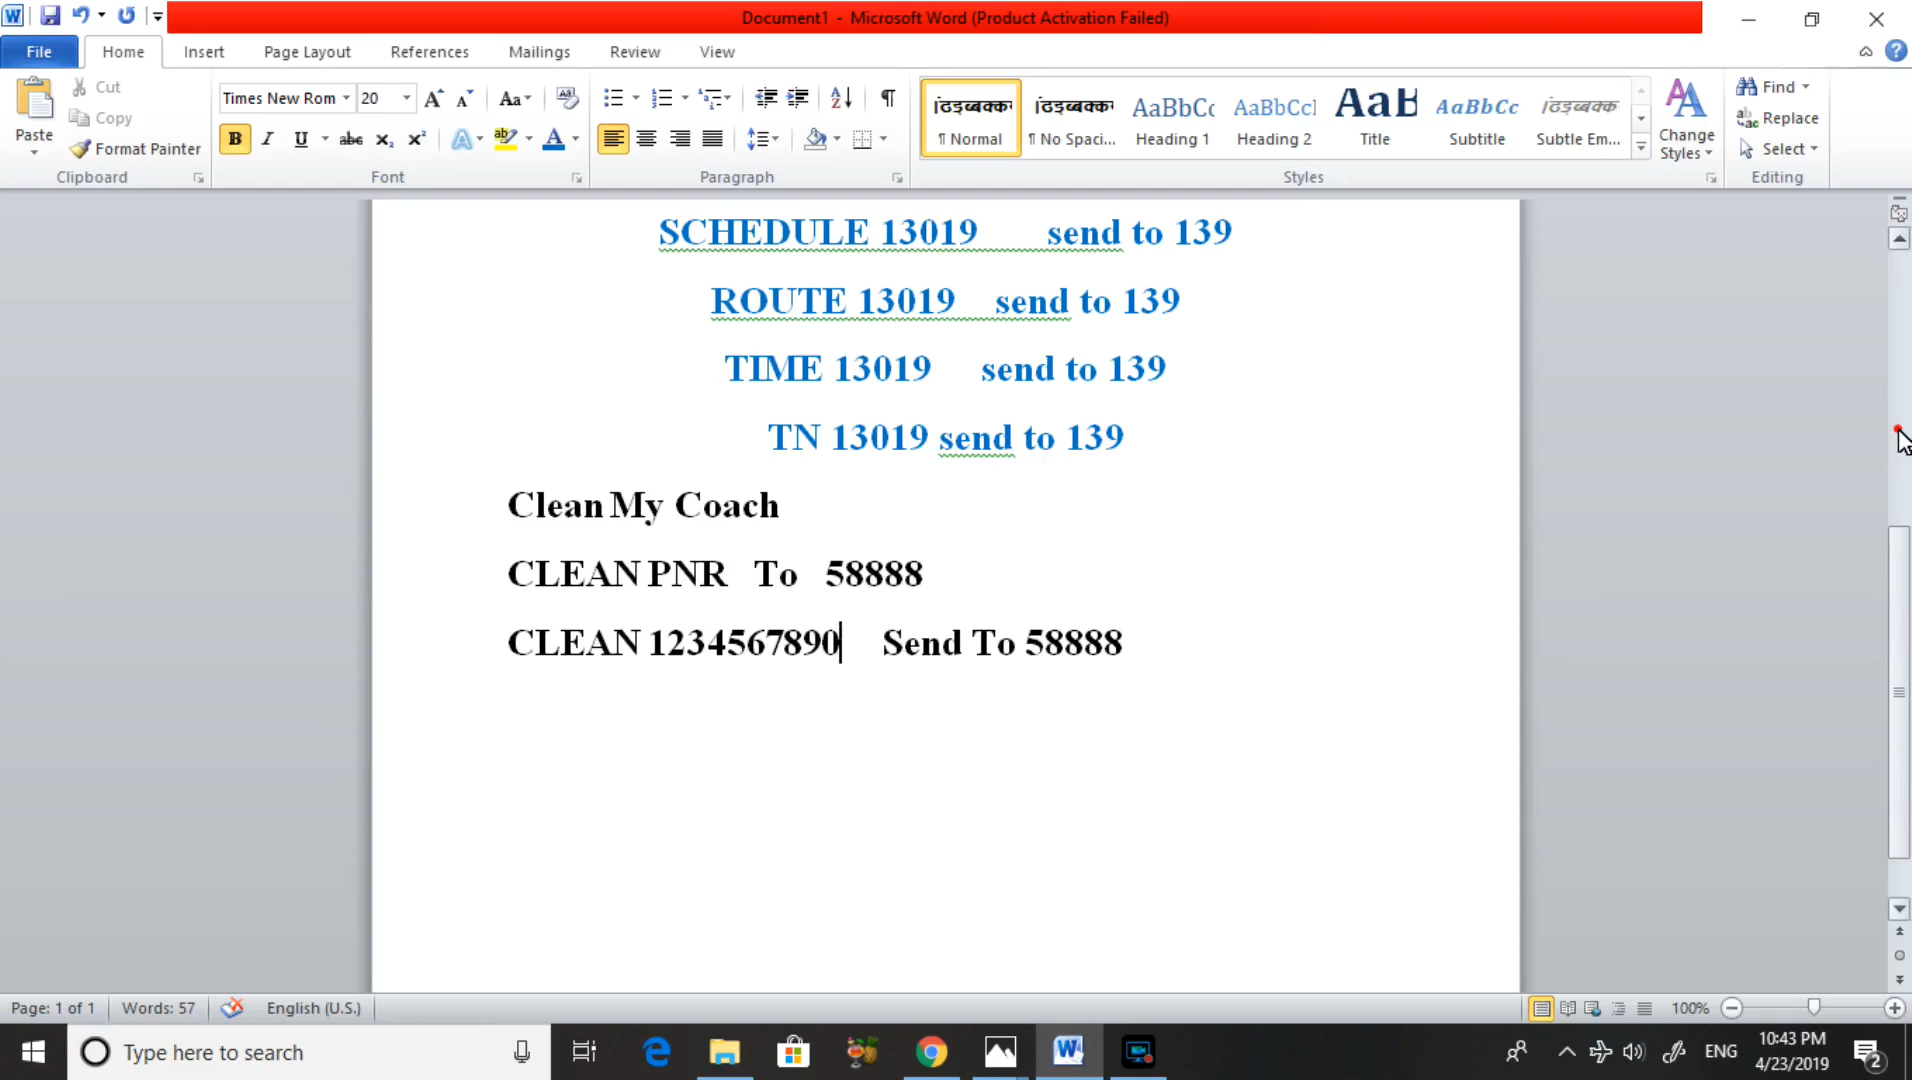 Document1 - Microsoft Word (Product Activation Failed)
File Home Insert Page Layout References Mailings Review View
Paste
Cut
Copy
Format Painter
Clipboard
Times New Rom 20
Font
Paragraph
AaBbCc AaBbCcl AaB AaBbCc
¶ Normal ¶ No Spaci... Heading 1 Heading 2 Title Subtitle Subtle Em...
Styles
Change
Styles
Find
Replace
Select
Editing
SCHEDULE 13019 send to 139
ROUTE 13019 send to 139
TIME 13019 send to 139
TN 13019 send to 139
Clean My Coach
CLEAN PNR To 58888
CLEAN 1234567890 Send To 58888
Page: 1 of 1 Words: 57 English (U.S.) 100%
Type here to search
ENG
10:43 PM
4/23/2019
2